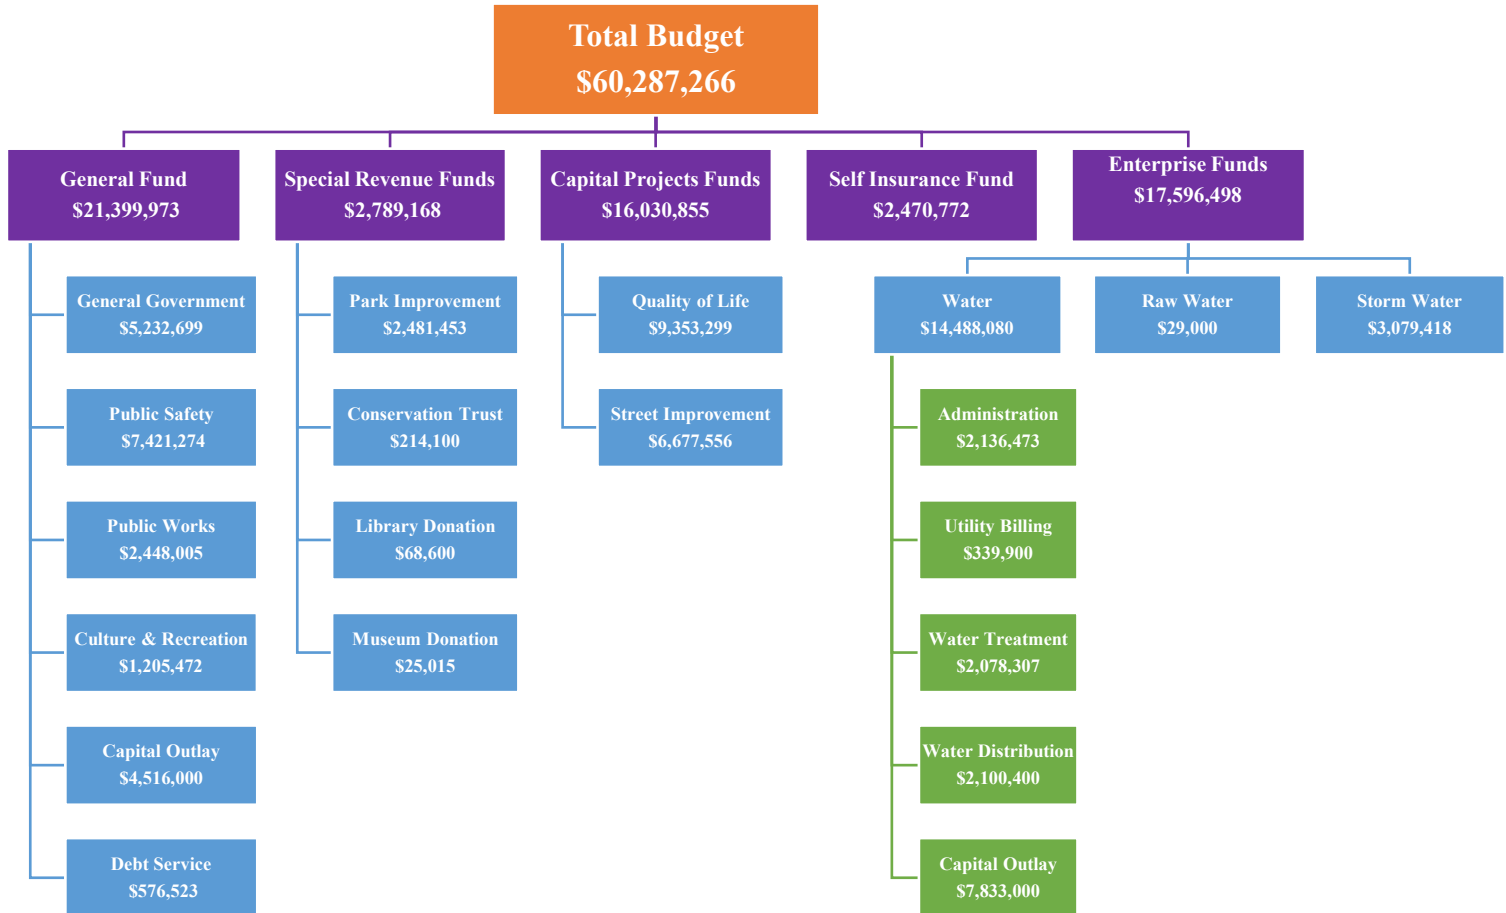 Total Budget
$60,287,266
General Fund
$21,399,973
Special Revenue Funds
$2,789,168
Capital Projects Funds
$16,030,855
Self Insurance Fund
$2,470,772
Enterprise Funds
$17,596,498
General Government
$5,232,699
Public Safety
$7,421,274
Public Works
$2,448,005
Culture & Recreation
$1,205,472
Capital Outlay
$4,516,000
Debt Service
$576,523
Park Improvement
$2,481,453
Conservation Trust
$214,100
Library Donation
$68,600
Museum Donation
$25,015
Quality of Life
$9,353,299
Street Improvement
$6,677,556
Water
$14,488,080
Raw Water
$29,000
Storm Water
$3,079,418
Administration
$2,136,473
Utility Billing
$339,900
Water Treatment
$2,078,307
Water Distribution
$2,100,400
Capital Outlay
$7,833,000